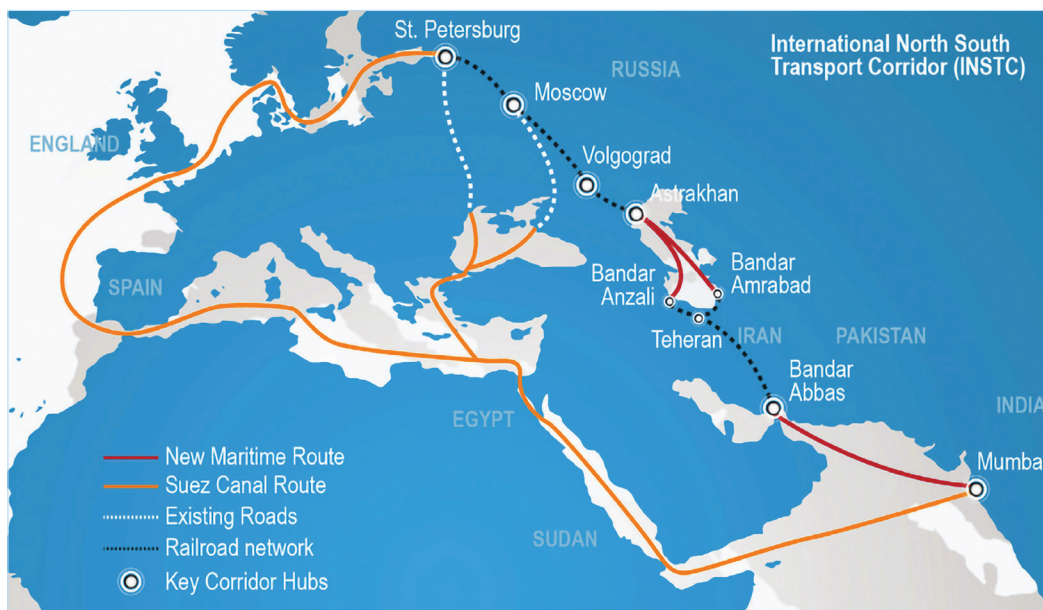 St. Petersburg
International North South
Transport Corridor (INSTC)
RUSSIA
Moscow
ENGLAND
Volgograd
Astrakhan
SPAIN
Bandar
Anzali
Bandar
Amrabad
Teheran
IRAN
PAKISTAN
Bandar
Abbas
INDIA
EGYPT
Mumba
SUDAN
New Maritime Route
Suez Canal Route
Existing Roads
Railroad network
Key Corridor Hubs